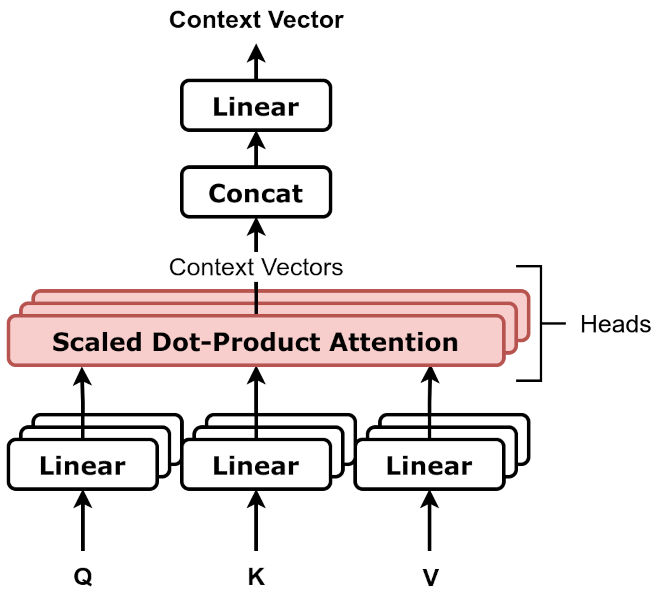 Context Vector
Linear
Concat
Context Vectors
Heads
Scaled Dot-Product Attention
Linear Linear Linear
Q K V